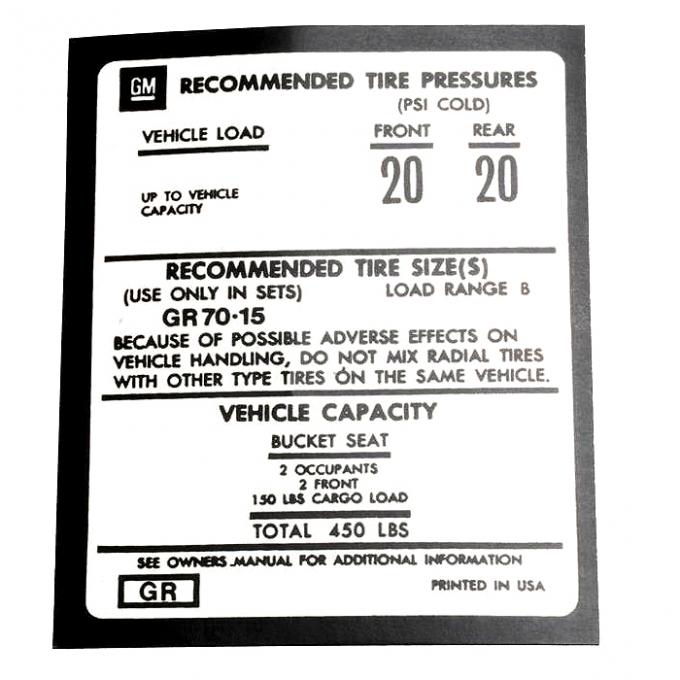 GM RECOMMENDED TIRE PRESSURES
(PSI COLD)
VEHICLE LOAD FRONT REAR
UP TO VEHICLE
CAPACITY
20 20
RECOMMENDED TIRE SIZE(S)
(USE ONLY IN SETS) LOAD RANGE B
GR70-15
BECAUSE OF POSSIBLE ADVERSE EFFECTS ON
VEHICLE HANDLING, DO NOT MIX RADIAL TIRES
WITH OTHER TYPE TIRES ON THE SAME VEHICLE.
VEHICLE CAPACITY
BUCKET SEAT
2 OCCUPANTS
2 FRONT
150 LBS CARGO LOAD
TOTAL 450 LBS
SEE OWNERS MANUAL FOR ADDITIONAL INFORMATION
GR PRINTED IN USA